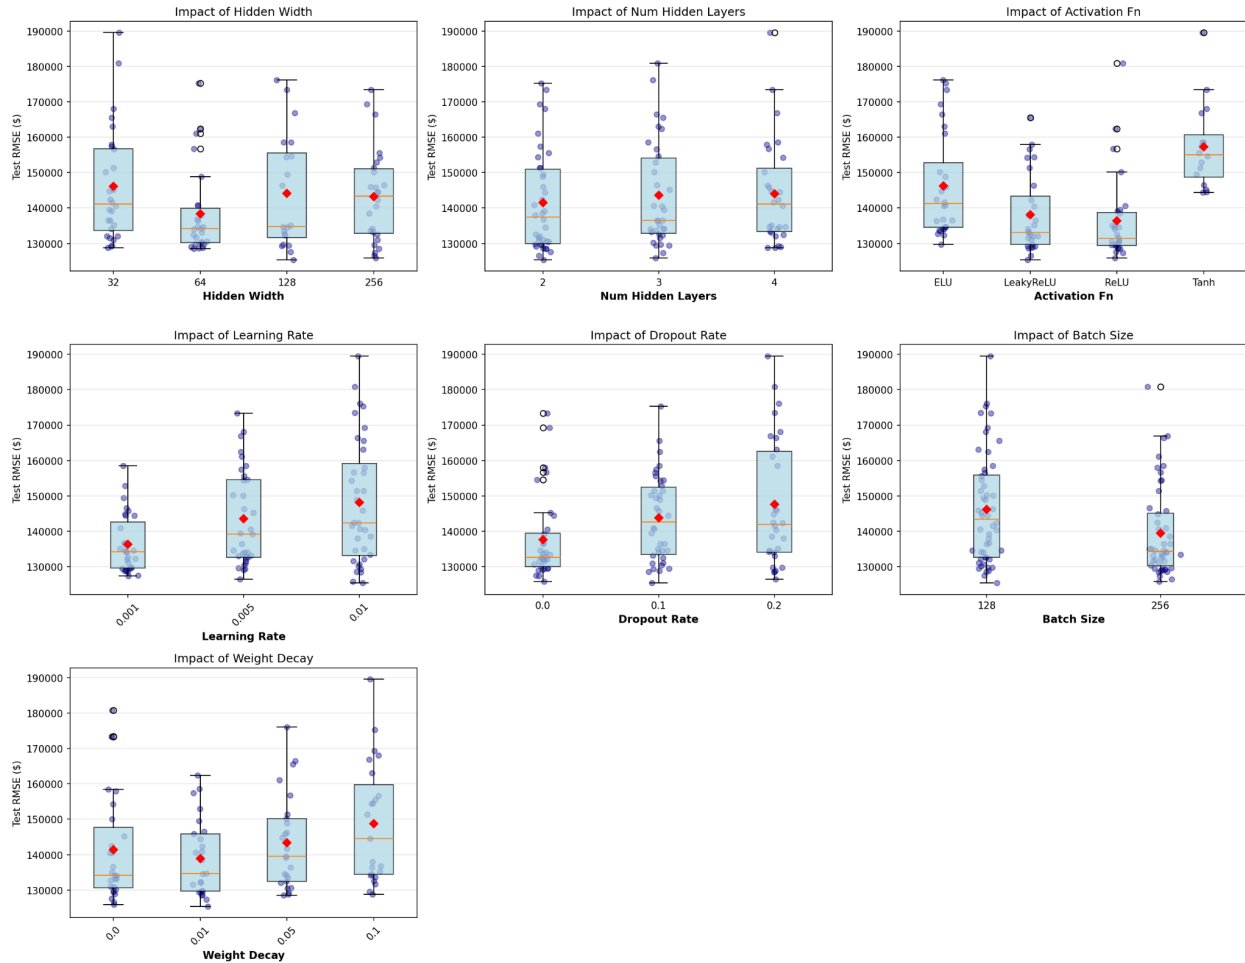 Impact of Hidden Width
190000
180000
170000
160000
150000
140000
130000
Test RMSE ($)
32
64
128
256
Hidden Width
Impact of Num Hidden Layers
190000
180000
170000
160000
150000
140000
130000
Test RMSE ($)
2
3
4
Num Hidden Layers
Impact of Activation Fn
190000
180000
170000
160000
150000
140000
130000
Test RMSE ($)
ELU
LeakyReLU
ReLU
Tanh
Activation Fn
Impact of Learning Rate
190000
180000
170000
160000
150000
140000
130000
Test RMSE ($)
0.001
0.005
0.01
Learning Rate
Impact of Dropout Rate
190000
180000
170000
160000
150000
140000
130000
Test RMSE ($)
0.0
0.1
0.2
Dropout Rate
Impact of Batch Size
190000
180000
170000
160000
150000
140000
130000
Test RMSE ($)
128
256
Batch Size
Impact of Weight Decay
190000
180000
170000
160000
150000
140000
130000
Test RMSE ($)
0.0
0.01
0.05
0.1
Weight Decay